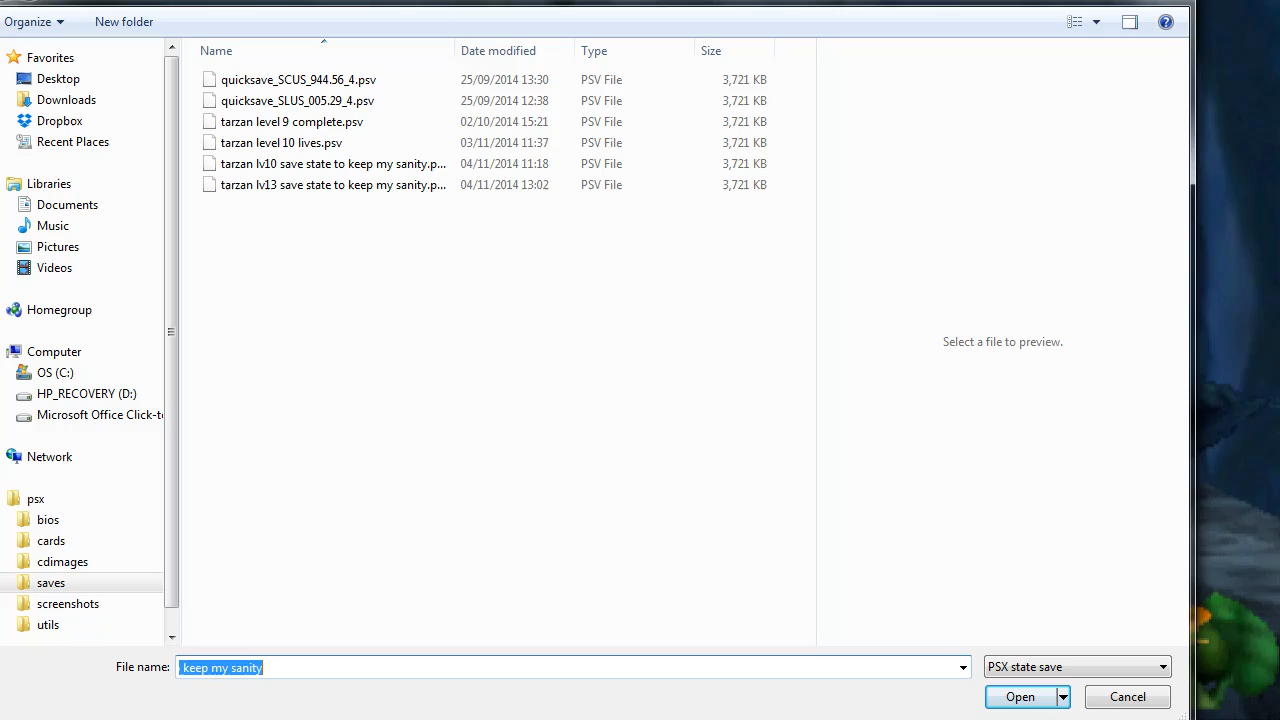 Organize New folder
Name Date modified Type Size
Favorites
Desktop
Downloads
Dropbox
Recent Places
Libraries
Documents
Music
Pictures
Videos
Homegroup
Computer
OS (C:)
HP_RECOVERY (D:)
Microsoft Office Click-to
Network
psx
bios
cards
cdimages
saves
screenshots
utils
quicksave_SCUS_944.56_4.psv 25/09/2014 13:30 PSV File 3,721 KB
quicksave_SLUS_005.29_4.psv 25/09/2014 12:38 PSV File 3,721 KB
tarzan level 9 complete.psv 02/10/2014 15:21 PSV File 3,721 KB
tarzan level 10 lives.psv 03/11/2014 11:37 PSV File 3,721 KB
tarzan lv10 save state to keep my sanity.p... 04/11/2014 11:18 PSV File 3,721 KB
tarzan lv13 save state to keep my sanity.p... 04/11/2014 13:02 PSV File 3,721 KB
Select a file to preview.
File name: keep my sanity PSX state save
Open Cancel